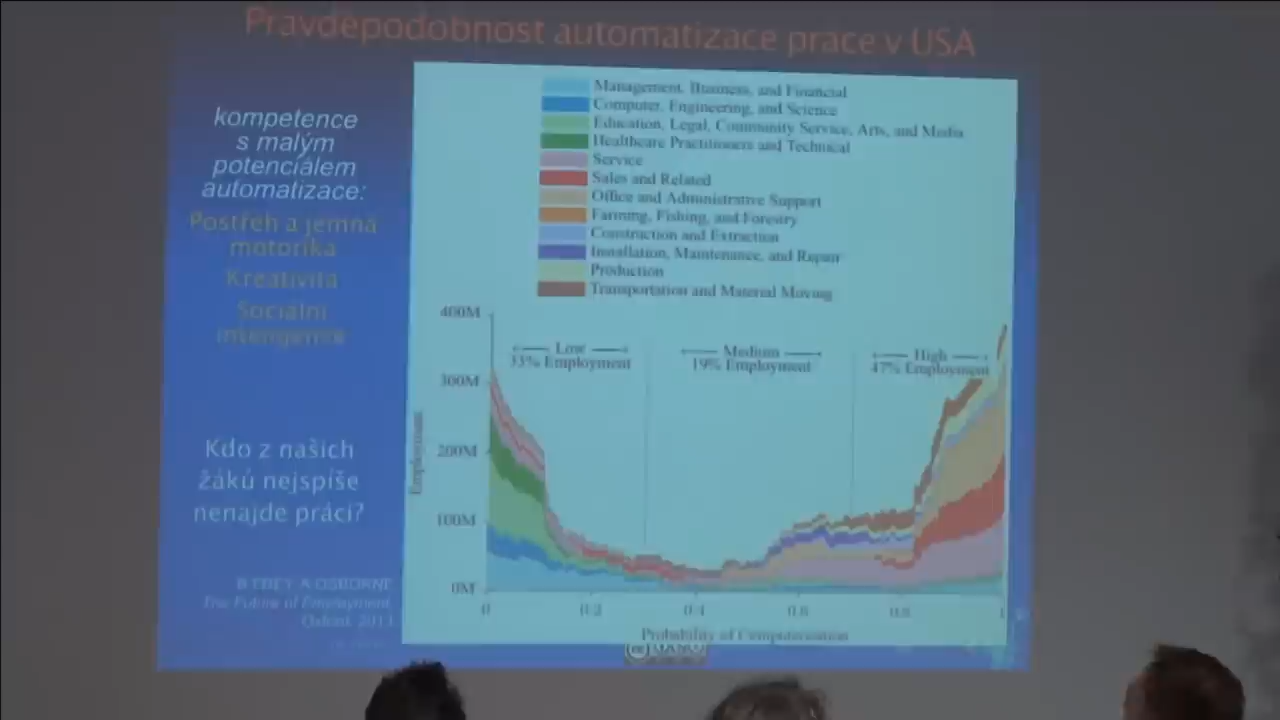 Pravděpodobnost automatizace práce v USA
kompetence
s malým
potenciálem
automatizace:
Postřeh a jemná
motorika
Kreativita
Sociální
inteligence
Kdo z našich
žáků nejspíše
nenajde práci?
A OSBORNE
The Future of Employment
Oxford, 2013
Management, Business, and Financial
Computer, Engineering, and Science
Education, Legal, Community Service, Arts, and Media
Healthcare Practitioners and Technical
Service
Sales and Related
Office and Administrative Support
Farming, Fishing, and Forestry
Construction and Extraction
Installation, Maintenance, and Repair
Production
Transportation and Material Moving
400M
300M
200M
100M
0M
Employment
Low
33% Employment
Medium
19% Employment
High
47% Employment
0
0.2
0.4
0.6
0.8
1
Probability of Computerisation
cc